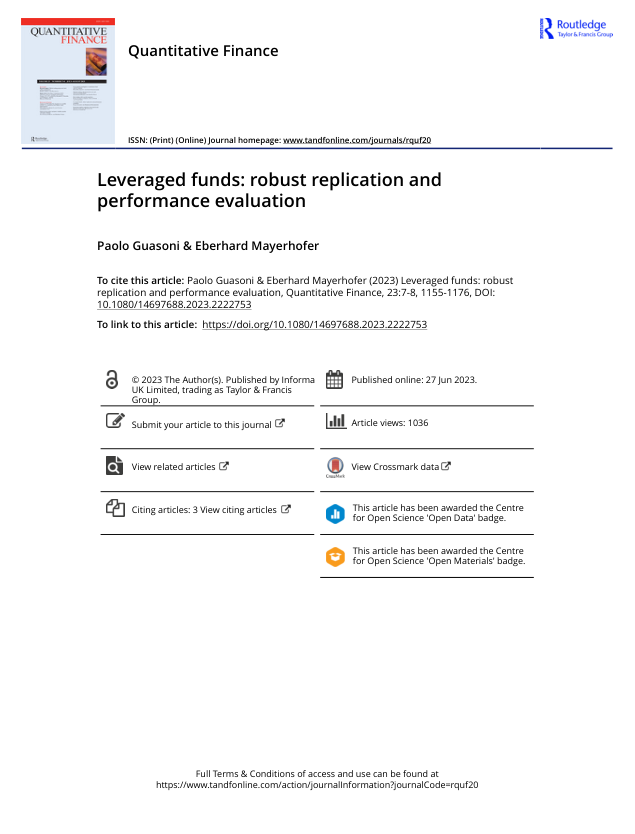 QUANTITATIVE
FINANCE
Routledge
Taylor & Francis Group
Quantitative Finance
ISSN: (Print) (Online) Journal homepage: www.tandfonline.com/journals/rquf20
Leveraged funds: robust replication and
performance evaluation
Paolo Guasoni & Eberhard Mayerhofer
To cite this article: Paolo Guasoni & Eberhard Mayerhofer (2023) Leveraged funds: robust
replication and performance evaluation, Quantitative Finance, 23:7-8, 1155-1176, DOI:
10.1080/14697688.2023.2222753
To link to this article: https://doi.org/10.1080/14697688.2023.2222753
© 2023 The Author(s). Published by Informa
UK Limited, trading as Taylor & Francis
Group.
Published online: 27 Jun 2023.
Submit your article to this journal
Article views: 1036
View related articles
View Crossmark data
CrossMark
Citing articles: 3 View citing articles
This article has been awarded the Centre
for Open Science 'Open Data' badge.
This article has been awarded the Centre
for Open Science 'Open Materials' badge.
Full Terms & Conditions of access and use can be found at
https://www.tandfonline.com/action/journalInformation?journalCode=rquf20